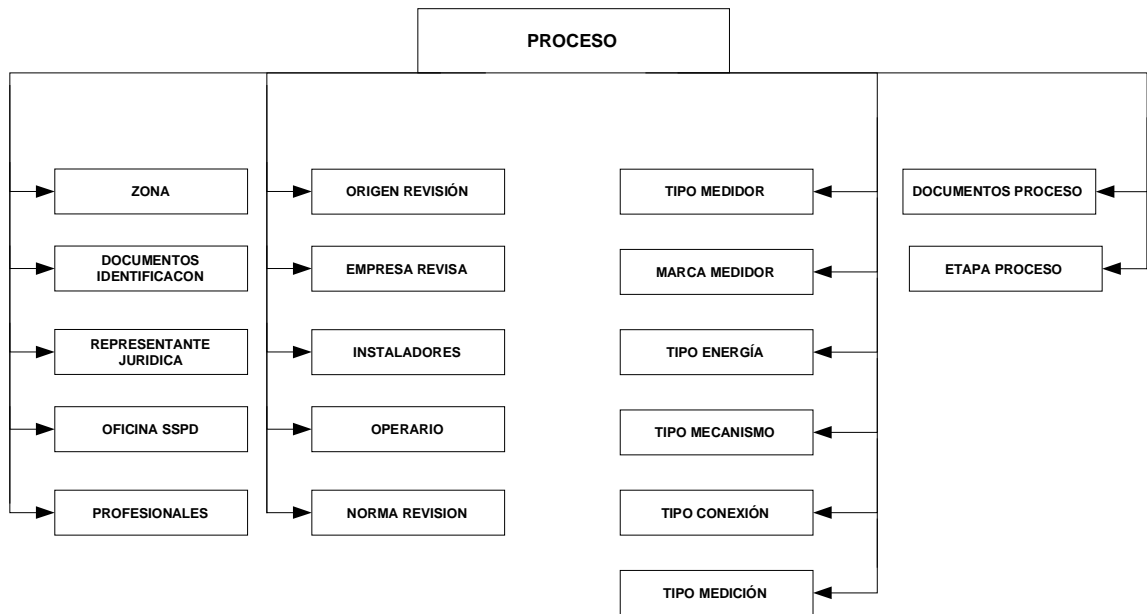 PROCESO
ZONA
DOCUMENTOS
IDENTIFICACON
REPRESENTANTE
JURIDICA
OFICINA SSPD
PROFESIONALES
ORIGEN REVISIÓN
EMPRESA REVISA
INSTALADORES
OPERARIO
NORMA REVISION
TIPO MEDIDOR
MARCA MEDIDOR
TIPO ENERGÍA
TIPO MECANISMO
TIPO CONEXIÓN
TIPO MEDICIÓN
DOCUMENTOS PROCESO
ETAPA PROCESO